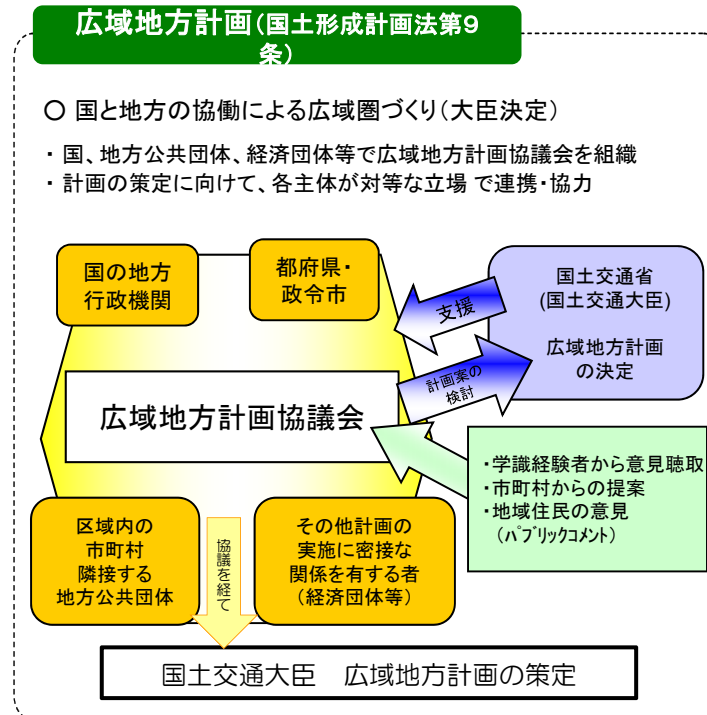 広域地方計画(国土形成計画法第9
条)
○ 国と地方の協働による広域圏づくり(大臣決定)
・ 国、地方公共団体、経済団体等で広域地方計画協議会を組織
・ 計画の策定に向けて、各主体が対等な立場 で連携・協力
国の地方
行政機関
都府県・
政令市
支援
国土交通省
(国土交通大臣)
広域地方計画
の決定
計画案の
検討
広域地方計画協議会
・学識経験者から意見聴取
・市町村からの提案
・地域住民の意見
(ﾊﾟﾌﾞﾘｯｸｺﾒﾝﾄ)
区域内の
市町村
隣接する
地方公共団体
協議を経て
その他計画の
実施に密接な
関係を有する者
(経済団体等)
国土交通大臣 広域地方計画の策定